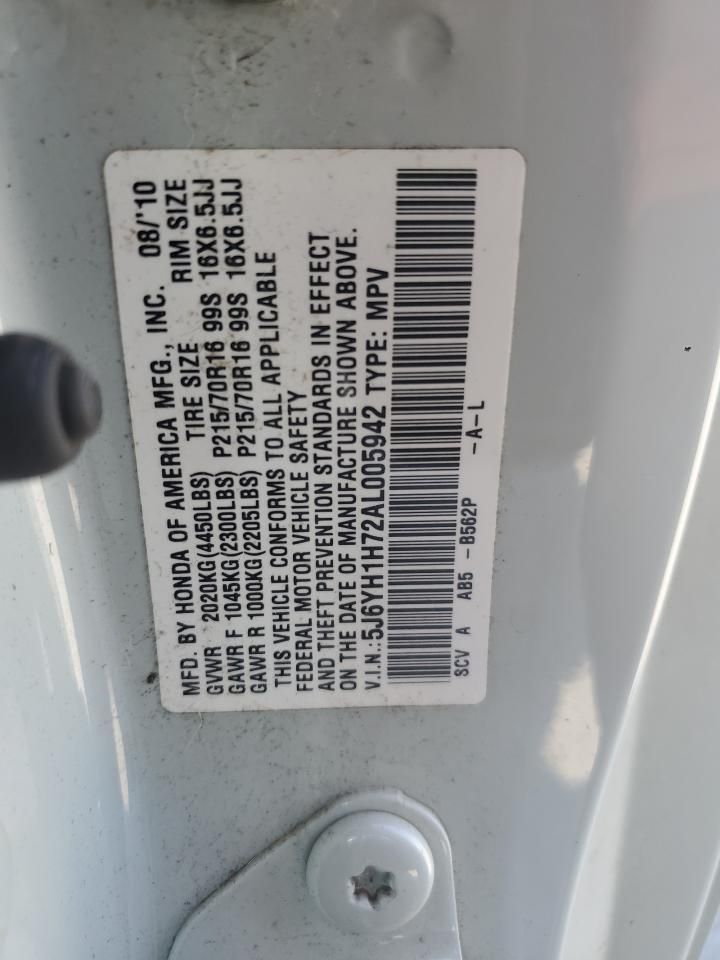 MFD. BY HONDA OF AMERICA MFG., INC. 08/'10
GVWR 2020KG(4450LBS) TIRE SIZE RIM SIZE
GAWR F 1045KG(2300LBS) P215/70R16 99S 16X6.5JJ
GAWR R 1000KG(2205LBS) P215/70R16 99S 16X6.5JJ
THIS VEHICLE CONFORMS TO ALL APPLICABLE
FEDERAL MOTOR VEHICLE SAFETY
AND THEFT PREVENTION STANDARDS IN EFFECT
ON THE DATE OF MANUFACTURE SHOWN ABOVE.
V.I.N.:5J6YH1H72AL005942 TYPE: MPV
SCV A AB5 -B562P -A-L